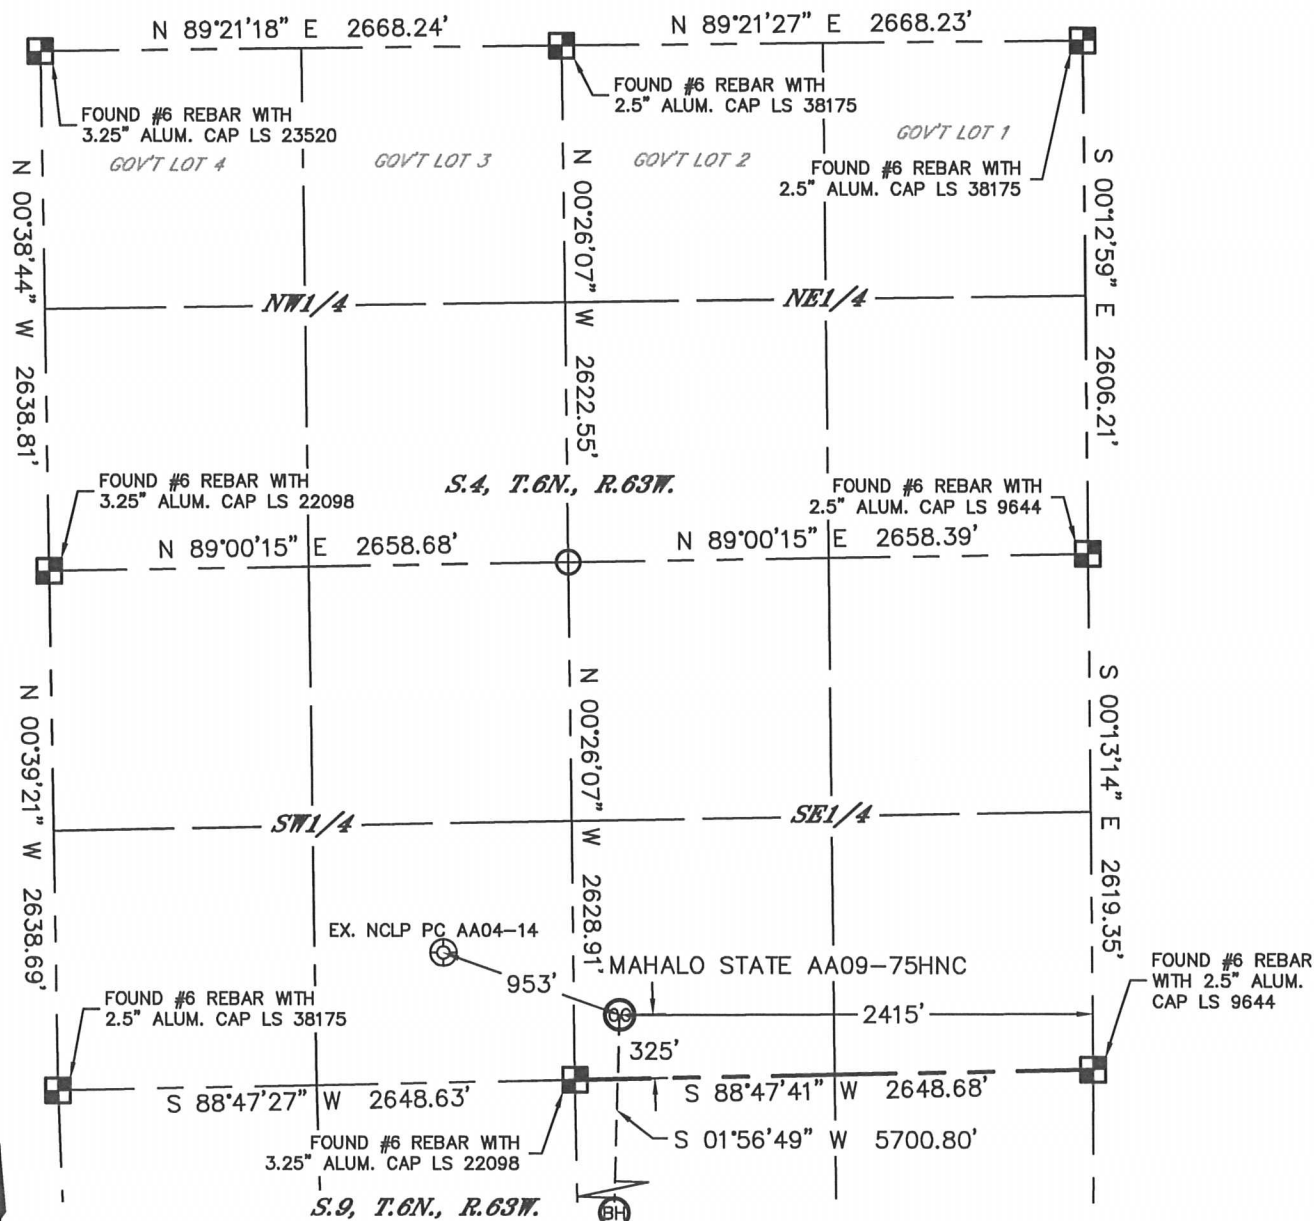 N 89°21'18" E 2668.24'
N 89°21'27" E 2668.23'
FOUND #6 REBAR WITH
3.25" ALUM. CAP LS 23520
FOUND #6 REBAR WITH
2.5" ALUM. CAP LS 38175
GOV'T LOT 4
GOV'T LOT 3
GOV'T LOT 2
GOV'T LOT 1
FOUND #6 REBAR WITH
2.5" ALUM. CAP LS 38175
N 00°38'44" W 2638.81'
N 00°26'07" W 2622.55'
S 00°12'59" E 2606.21'
NW1/4
NE1/4
FOUND #6 REBAR WITH
3.25" ALUM. CAP LS 22098
S.4, T.6N., R.63W.
FOUND #6 REBAR WITH
2.5" ALUM. CAP LS 9644
N 89°00'15" E 2658.68'
N 89°00'15" E 2658.39'
N 00°39'21" W 2638.69'
N 00°26'07" W 2628.91'
S 00°13'14" E 2619.35'
SW1/4
SE1/4
EX. NCLP PC AA04-14
953'
MAHALO STATE AA09-75HNC
2415'
325'
FOUND #6 REBAR
WITH 2.5" ALUM.
CAP LS 9644
FOUND #6 REBAR WITH
2.5" ALUM. CAP LS 38175
S 88°47'27" W 2648.63'
S 88°47'41" W 2648.68'
FOUND #6 REBAR WITH
3.25" ALUM. CAP LS 22098
S 01°56'49" W 5700.80'
S.9, T.6N., R.63W.
BH